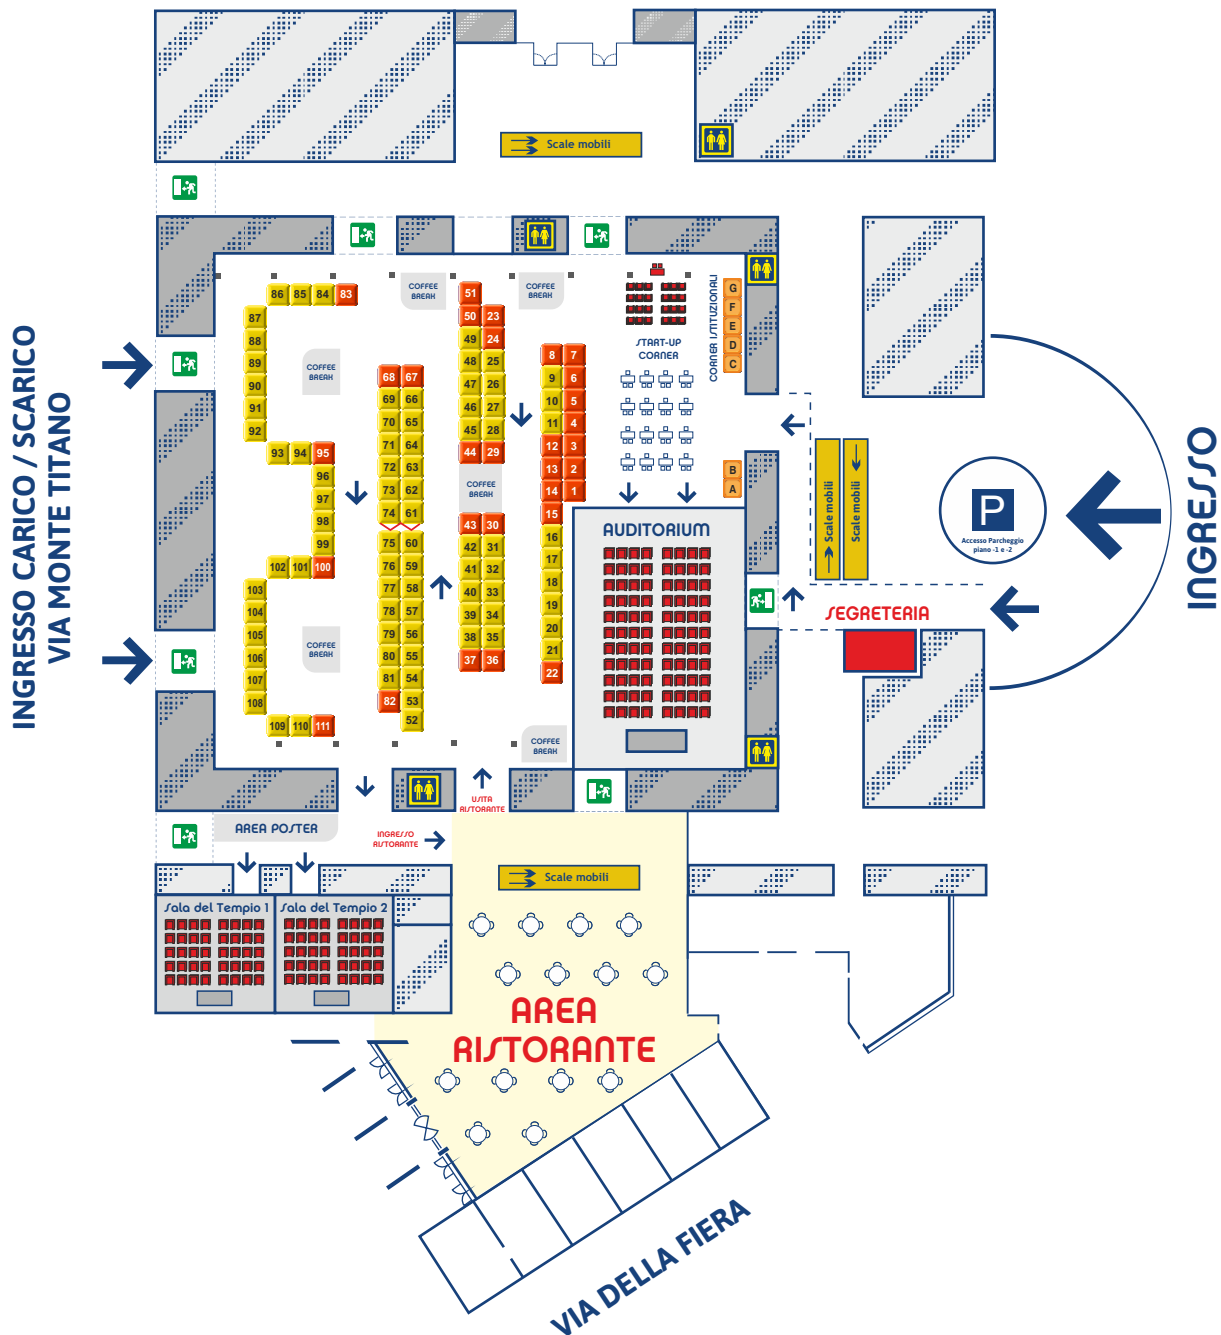 Scale mobili
INGRESSO CARICO / SCARICO
VIA MONTE TITANO
86 85 84 83
87
88
89
90
91
92
93 94 95
96
97
98
99
102 101 100
103
104
105
106
107
108
109 110 111
COFFEE
BREAK
COFFEE
BREAK
COFFEE
BREAK
68 67
69 66
70 65
71 64
72 63
73 62
74 61
75 60
76 59
77 58
78 57
79 56
80 55
81 54
82 53
52
51
50 23
49 24
48 25
47 26
46 27
45 28
44 29
COFFEE
BREAK
43 30
42 31
41 32
40 33
39 34
38 35
37 36
COFFEE
BREAK
8 7
9 6
10 5
11 4
12 3
13 2
14 1
15
16
17
18
19
20
21
22
COFFEE
BREAK
START-UP
CORNER
CORNER ISTITUZIONALI
G
F
E
D
C
B
A
AUDITORIUM
Scale mobili
Scale mobili
P
Accesso Parcheggio
piano -1 e -2
INGRESSO
SEGRETERIA
AREA POSTER
INGRESSO
RISTORANTE
USITA
RISTORANTE
Scale mobili
Sala del Tempio 1
Sala del Tempio 2
AREA
RISTORANTE
VIA DELLA FIERA